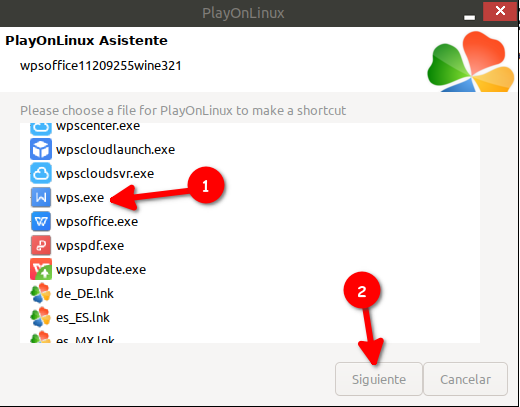 PlayOnLinux
PlayOnLinux Asistente
wpsoffice11209255wine321
Please choose a file for PlayOnLinux to make a shortcut
wpscenter.exe
wpscloudlaunch.exe
wpscloudsvr.exe
wps.exe
1
wpsoffice.exe
wpspdf.exe
wpsupdate.exe
de_DE.lnk
2
es_ES.lnk
es_MX.lnk
Siguiente
Cancelar